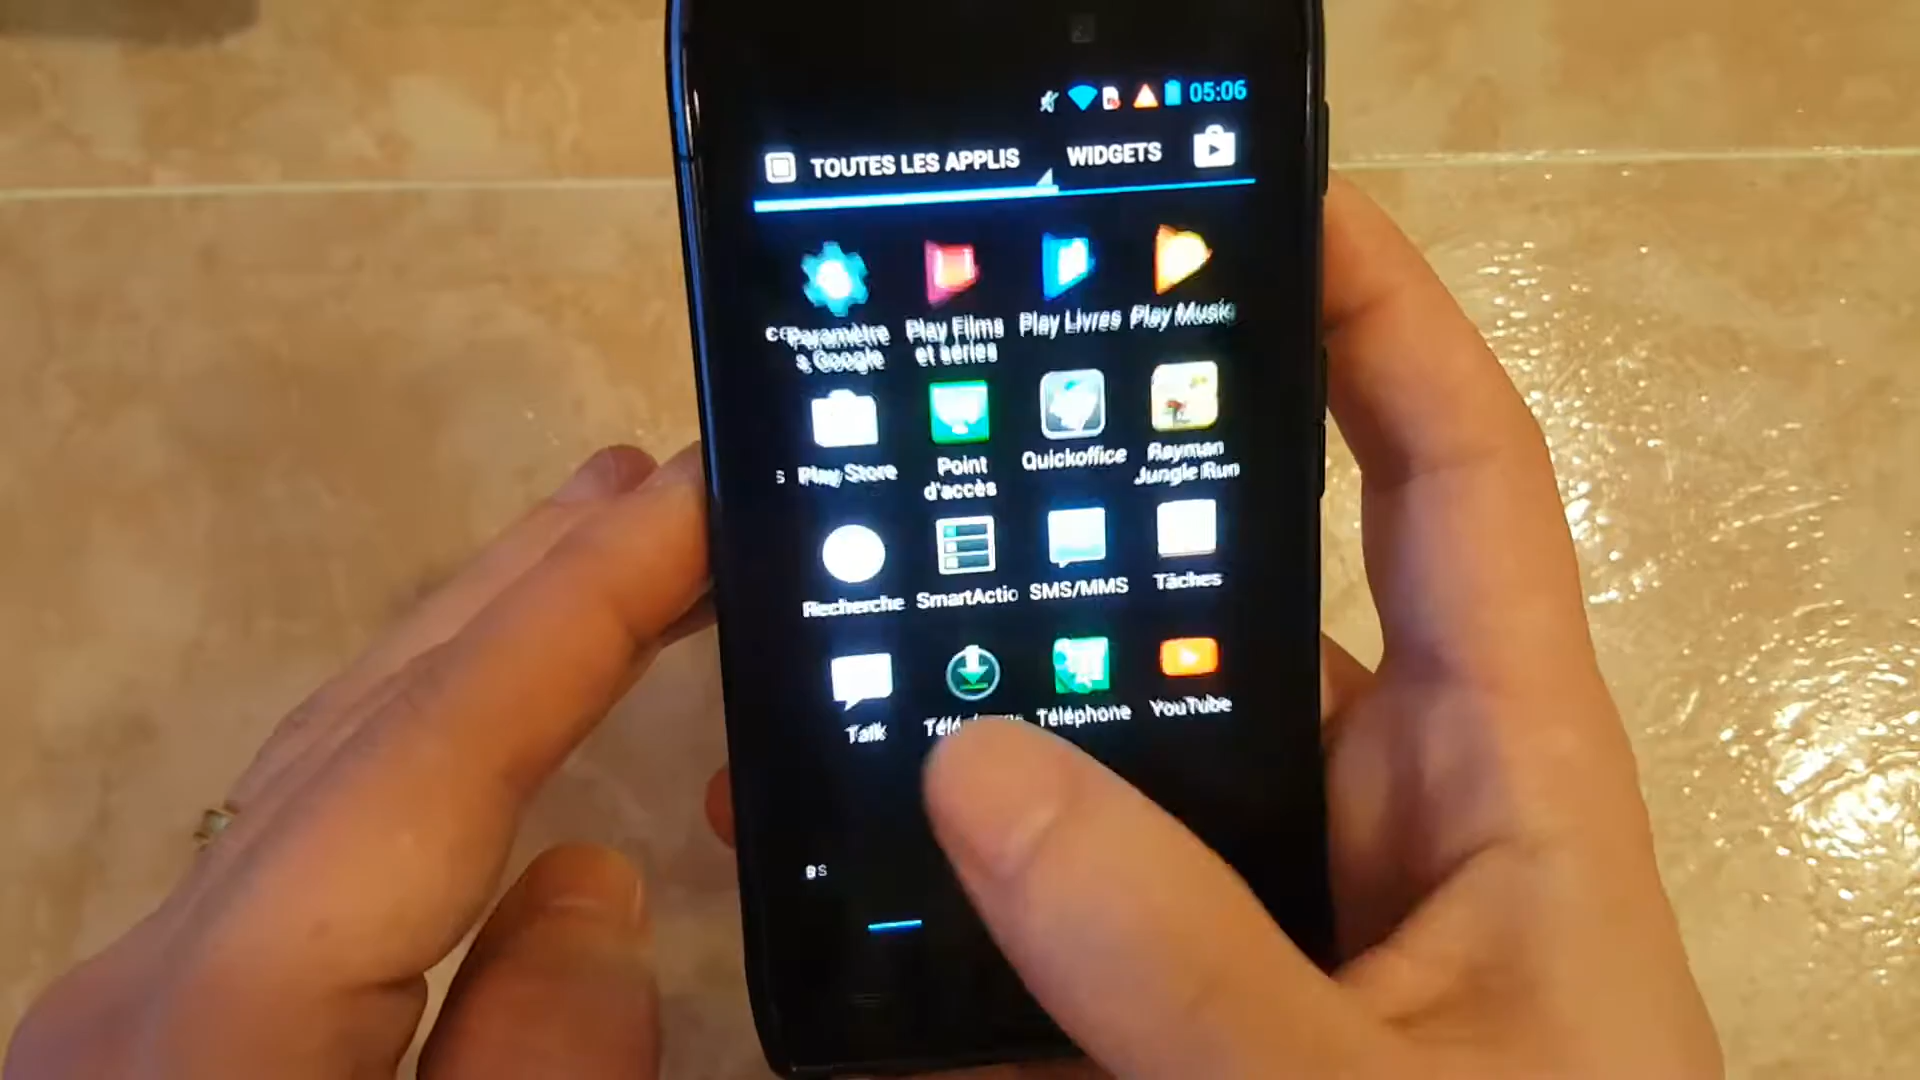 05:06
TOUTES LES APPLIS WIDGETS
Paramètre Play Films Play Livres Play Music
s Google et séries
Play Store Point Quickoffice Rayman
d'accès Jungle Run
Recherche SmartActio SMS/MMS Tâches
Talk Téléphone YouTube